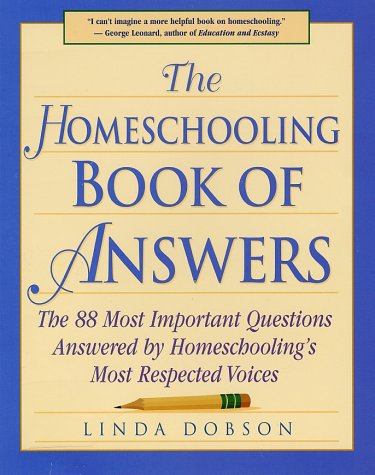 "I can't imagine a more helpful book on homeschooling."
— George Leonard, author of Education and Ecstasy
The
Homeschooling
Book of
Answers
The 88 Most Important Questions
Answered by Homeschooling's
Most Respected Voices
Linda Dobson